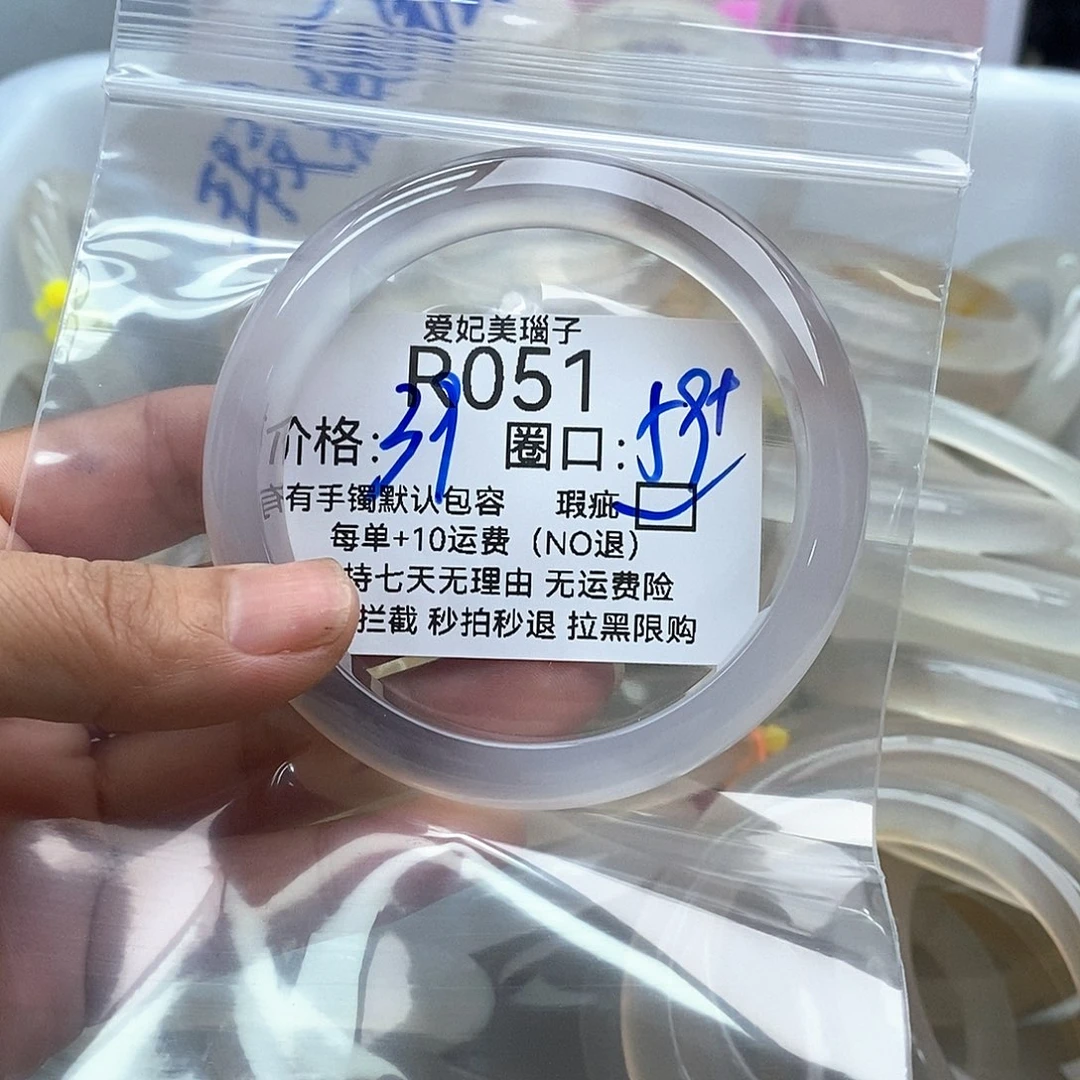 爱妃美瑙子
R051
价格:39 圈口:59+
有手镯默认包容 瑕疵
每单+10运费(NO退)
持七天无理由 无运费险
拦截 秒拍秒退 拉黑限购